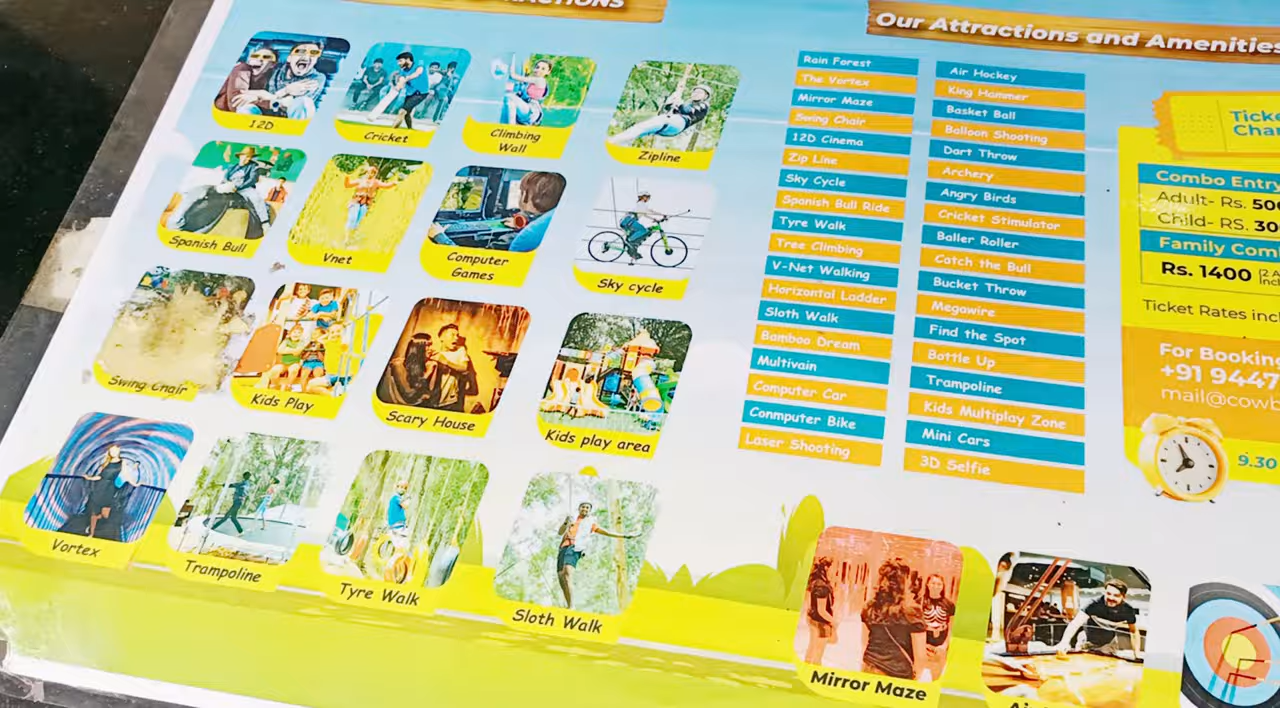 ACTIONS
12D
Cricket
Climbing
Wall
Zipline
Spanish Bull
Vnet
Computer
Games
Sky cycle
Swing Chair
Kids Play
Scary House
Kids play area
Vortex
Trampoline
Tyre Walk
Sloth Walk
Our Attractions and Amenities
Rain Forest
The Vortex
Mirror Maze
Swing Chair
12D Cinema
Zip Line
Sky Cycle
Spanish Bull Ride
Tyre Walk
Tree Climbing
V-Net Walking
Horizontal Ladder
Sloth Walk
Bamboo Dream
Multivain
Computer Car
Conmputer Bike
Laser Shooting
Air Hockey
King Hammer
Basket Ball
Balloon Shooting
Dart Throw
Archery
Angry Birds
Cricket Stimulator
Baller Roller
Catch the Bull
Bucket Throw
Megawire
Find the Spot
Bottle Up
Trampoline
Kids Multiplay Zone
Mini Cars
3D Selfie
Mirror Maze
Combo Entry
Adult- Rs. 50
Child- RS. 30
Family Com
Rs. 1400
Ticket Rates incl
For Booking
+91 9447
mail@cowb
9.30